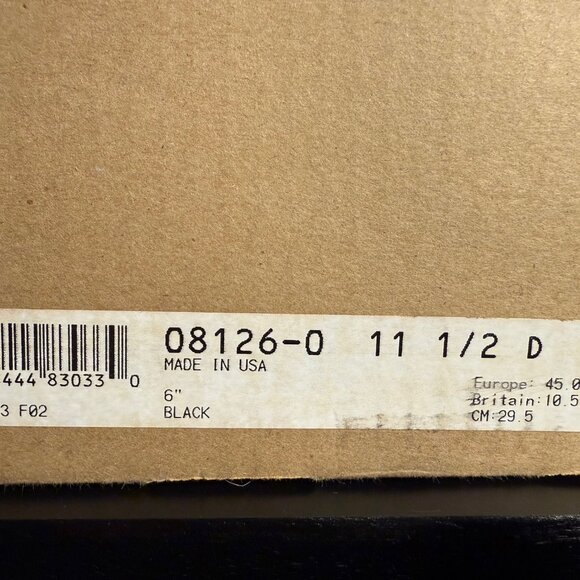 08126-0 11 1/2 D
MADE IN USA
6"
BLACK
Europe: 45.0
Britain:10.5
CM:29.5
444 83033 0
3 F02